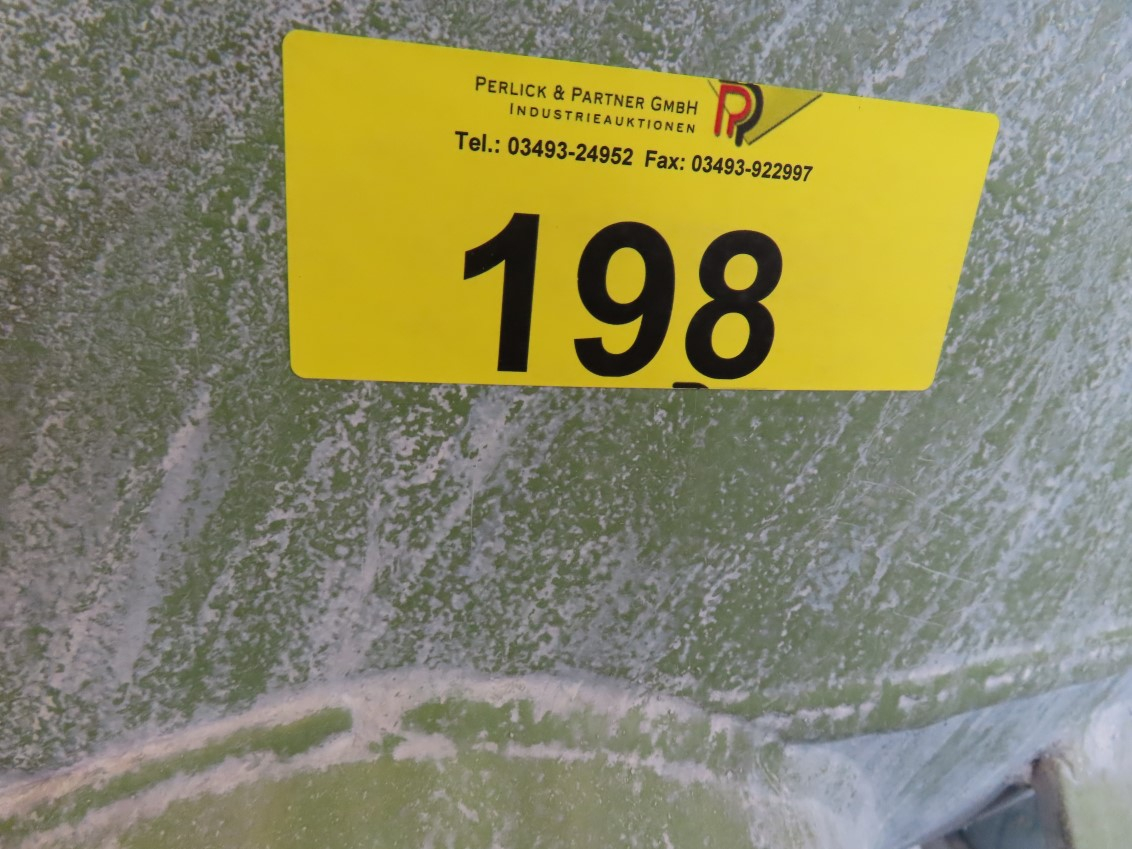 PERLICK & PARTNER GMBH
INDUSTRIEAUKTIONEN
Tel.: 03493-24952 Fax: 03493-922997
198